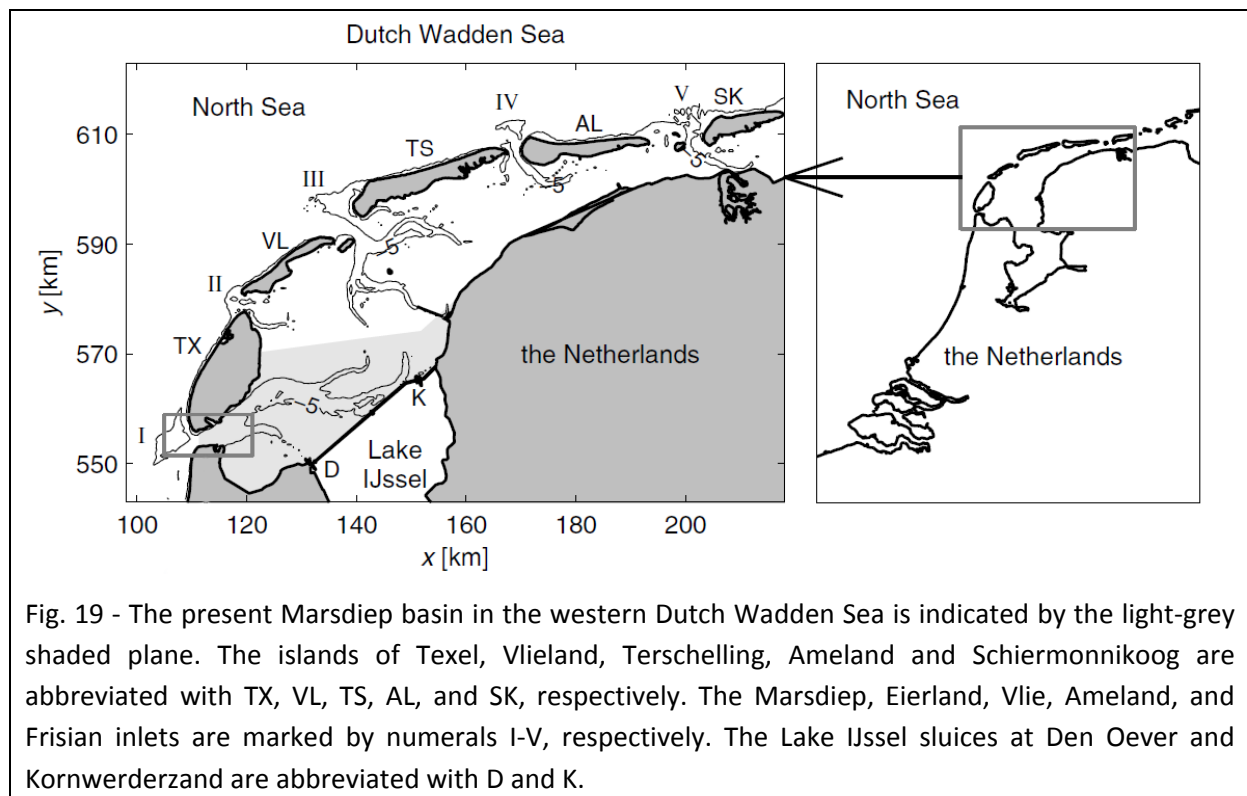 Dutch Wadden Sea
North Sea
IV
V
SK
AL
TS
5
5
III
VL
5
II
TX
the Netherlands
5
K
I
D
Lake
IJssel
610
590
570
550
y [km]
100
120
140
160
180
200
x [km]
North Sea
the Netherlands
Fig. 19 - The present Marsdiep basin in the western Dutch Wadden Sea is indicated by the light-grey
shaded plane. The islands of Texel, Vlieland, Terschelling, Ameland and Schiermonnikoog are
abbreviated with TX, VL, TS, AL, and SK, respectively. The Marsdiep, Eierland, Vlie, Ameland, and
Frisian inlets are marked by numerals I-V, respectively. The Lake IJssel sluices at Den Oever and
Kornwerderzand are abbreviated with D and K.